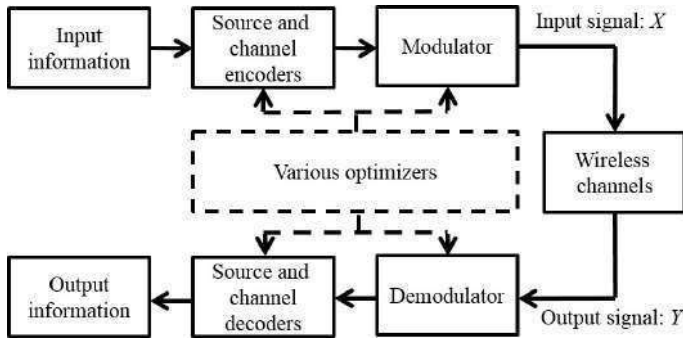 Input
information
Source and
channel
encoders
Modulator
Input signal: X
Various optimizers
Wireless
channels
Output
information
Source and
channel
decoders
Demodulator
Output signal: Y